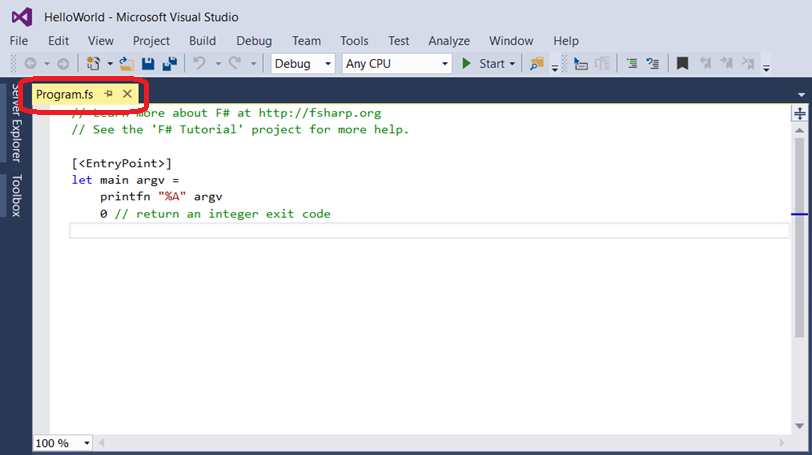 HelloWorld - Microsoft Visual Studio
File Edit View Project Build Debug Team Tools Test Analyze Window Help
Debug Any CPU Start
Program.fs
Server Explorer
Toolbox
// Learn more about F# at http://fsharp.org
// See the 'F# Tutorial' project for more help.
[<EntryPoint>]
let main argv =
    printfn "%A" argv
    0 // return an integer exit code
100 %